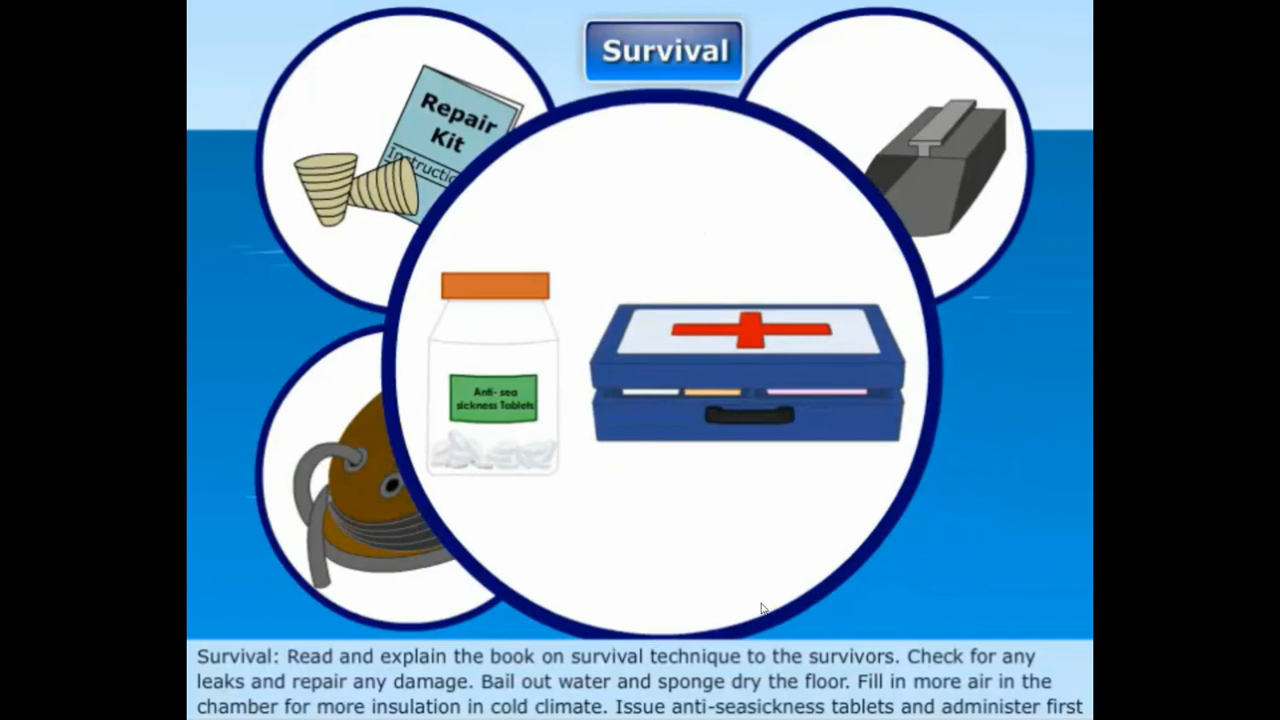 Survival
Repair
Kit
Anti-sea
sickness Tablets
Survival: Read and explain the book on survival technique to the survivors. Check for any
leaks and repair any damage. Bail out water and sponge dry the floor. Fill in more air in the
chamber for more insulation in cold climate. Issue anti-seasickness tablets and administer first